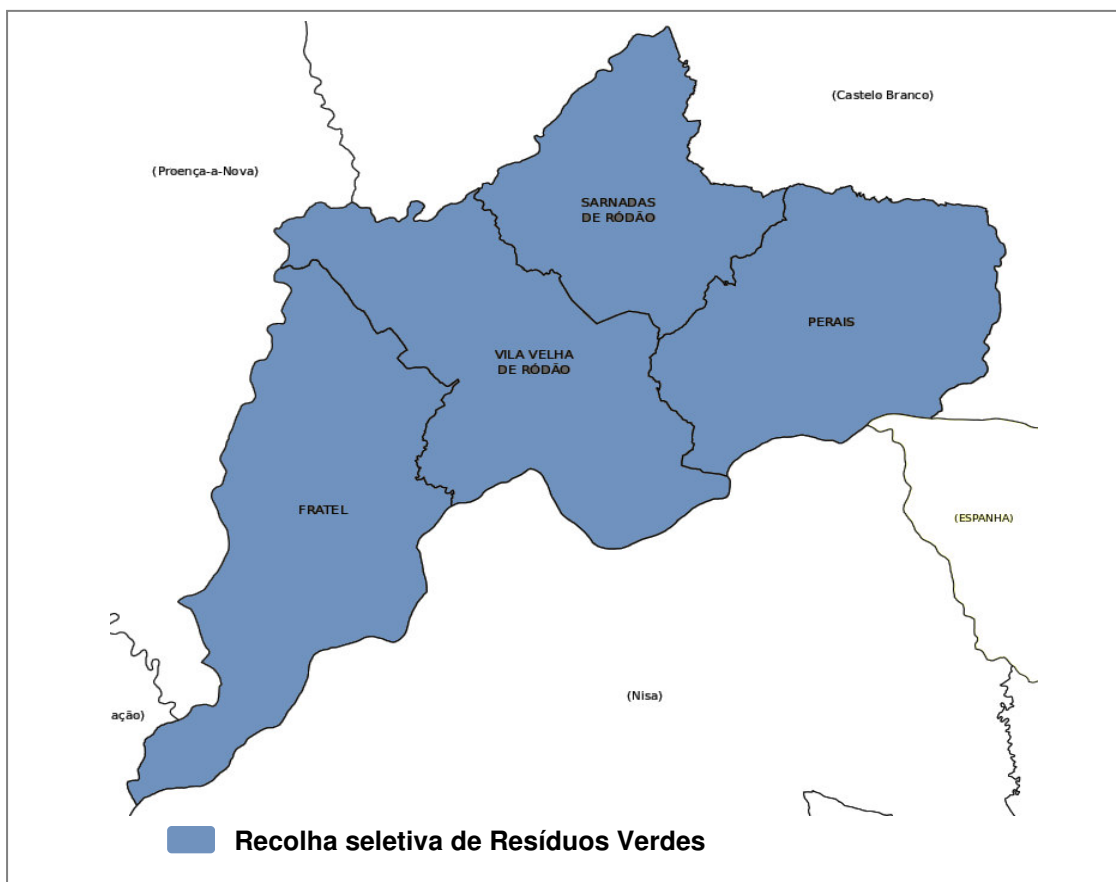 (Castelo Branco)
(Proença-a-Nova)
SARNADAS
DE RÓDÃO
PERAIS
VILA VELHA
DE RÓDÃO
FRATEL
(ESPANHA)
(Nisa)
ação)
Recolha seletiva de Resíduos Verdes